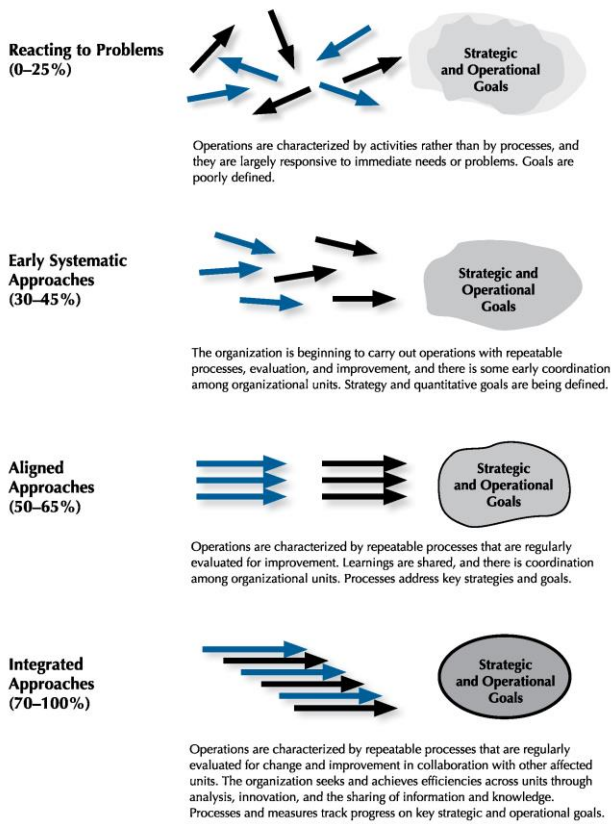 Reacting to Problems
(0–25%)
Strategic
and Operational
Goals
Operations are characterized by activities rather than by processes, and
they are largely responsive to immediate needs or problems. Goals are
poorly defined.
Early Systematic
Approaches
(30–45%)
Strategic and
Operational
Goals
The organization is beginning to carry out operations with repeatable
processes, evaluation, and improvement, and there is some early coordination
among organizational units. Strategy and quantitative goals are being defined.
Aligned
Approaches
(50–65%)
Strategic
and Operational
Goals
Operations are characterized by repeatable processes that are regularly
evaluated for improvement. Learnings are shared, and there is coordination
among organizational units. Processes address key strategies and goals.
Integrated
Approaches
(70–100%)
Strategic
and Operational
Goals
Operations are characterized by repeatable processes that are regularly
evaluated for change and improvement in collaboration with other affected
units. The organization seeks and achieves efficiencies across units through
analysis, innovation, and the sharing of information and knowledge.
Processes and measures track progress on key strategic and operational goals.